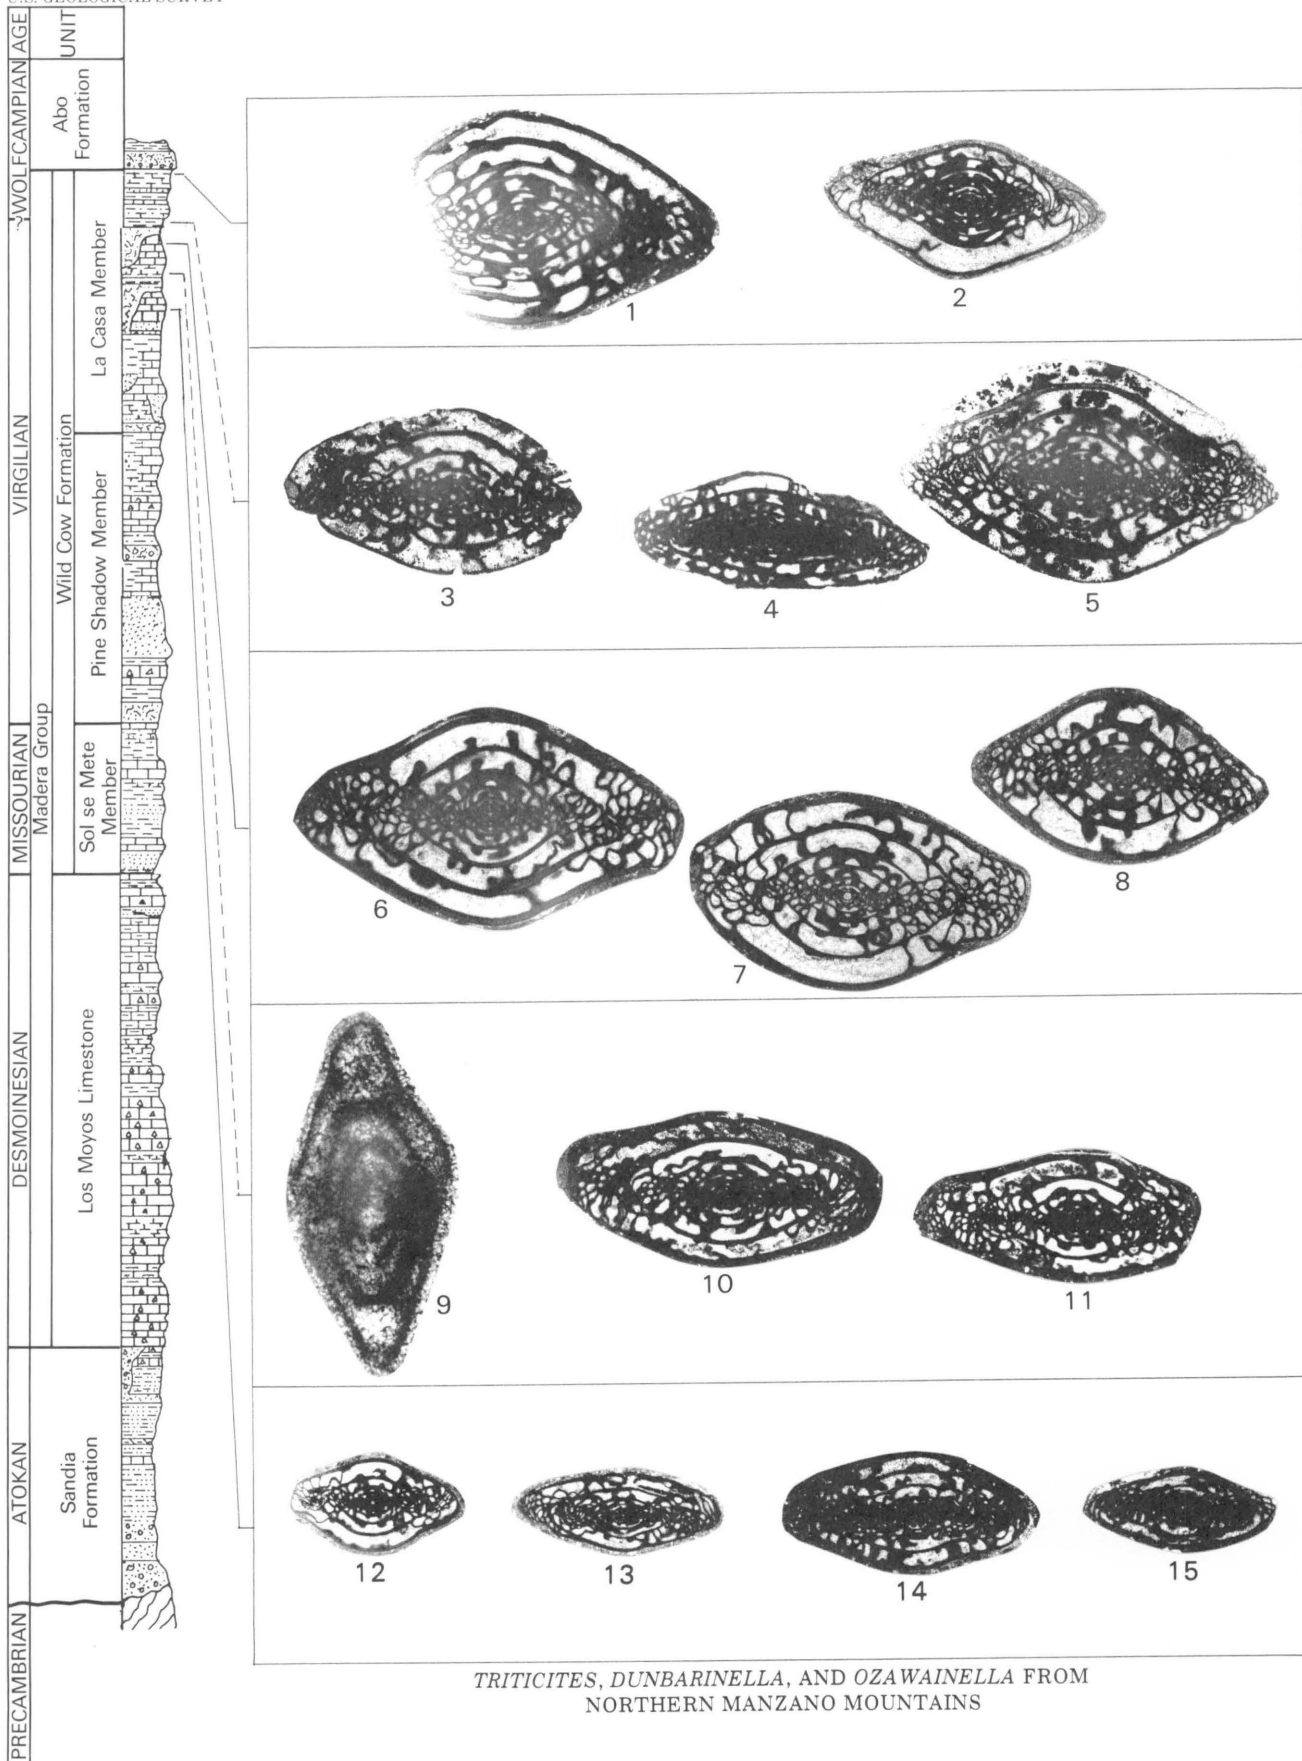 AGE
UNIT
WOLFCAMPIAN
?
VIRGILIAN
MISSOURIAN
DESMOINESIAN
ATOKAN
PRECAMBRIAN
Abo
Formation
Madera Group
Wild Cow Formation
La Casa Member
Pine Shadow Member
Sol se Mete
Member
Los Moyos Limestone
Sandia
Formation
1
2
3
4
5
6
7
8
9
10
11
12
13
14
15
TRITICITES, DUNBARINELLA, AND OZAWAINELLA FROM
NORTHERN MANZANO MOUNTAINS